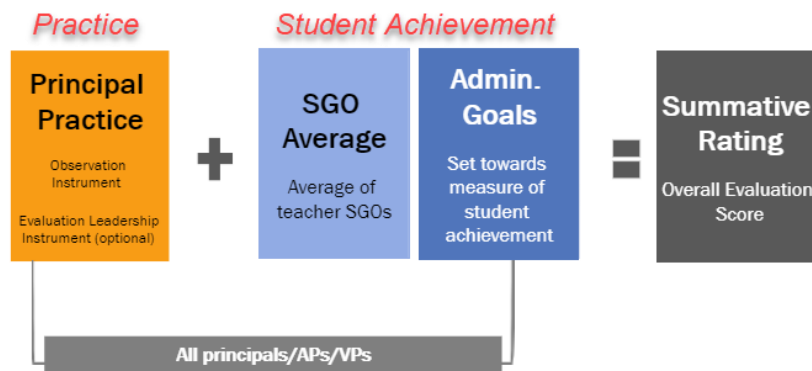 Practice
Student Achievement
Principal
Practice
Observation
Instrument
Evaluation Leadership
Instrument (optional)
+
SGO
Average
Average of
teacher SGOs
Admin.
Goals
Set towards
measure of
student
achievement
=
Summative
Rating
Overall Evaluation
Score
All principals/APs/VPs